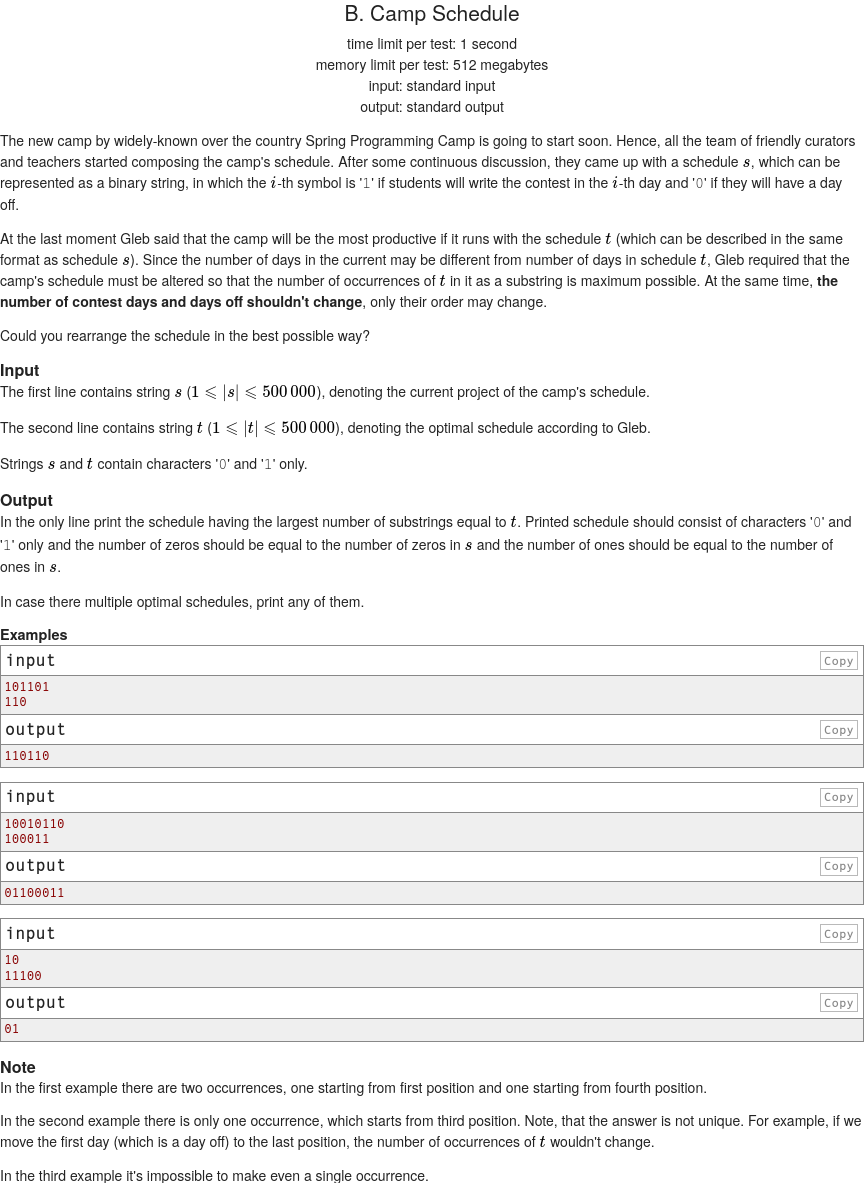 B. Camp Schedule
time limit per test: 1 second
memory limit per test: 512 megabytes
input: standard input
output: standard output
The new camp by widely-known over the country Spring Programming Camp is going to start soon. Hence, all the team of friendly curators
and teachers started composing the camp's schedule. After some continuous discussion, they came up with a schedule s, which can be
represented as a binary string, in which the i-th symbol is '1' if students will write the contest in the i-th day and '0' if they will have a day
off.
At the last moment Gleb said that the camp will be the most productive if it runs with the schedule t (which can be described in the same
format as schedule s). Since the number of days in the current may be different from number of days in schedule t, Gleb required that the
camp's schedule must be altered so that the number of occurrences of t in it as a substring is maximum possible. At the same time, the
number of contest days and days off shouldn't change, only their order may change.
Could you rearrange the schedule in the best possible way?
Input
The first line contains string s (1 ⩽ |s| ⩽ 500 000), denoting the current project of the camp's schedule.
The second line contains string t (1 ⩽ |t| ⩽ 500 000), denoting the optimal schedule according to Gleb.
Strings s and t contain characters '0' and '1' only.
Output
In the only line print the schedule having the largest number of substrings equal to t. Printed schedule should consist of characters '0' and
'1' only and the number of zeros should be equal to the number of zeros in s and the number of ones should be equal to the number of
ones in s.
In case there multiple optimal schedules, print any of them.
Examples
input
Copy
101101
110
output
Copy
110110
input
Copy
10010110
100011
output
Copy
01100011
input
Copy
10
11100
output
Copy
01
Note
In the first example there are two occurrences, one starting from first position and one starting from fourth position.
In the second example there is only one occurrence, which starts from third position. Note, that the answer is not unique. For example, if we
move the first day (which is a day off) to the last position, the number of occurrences of t wouldn't change.
In the third example it's impossible to make even a single occurrence.